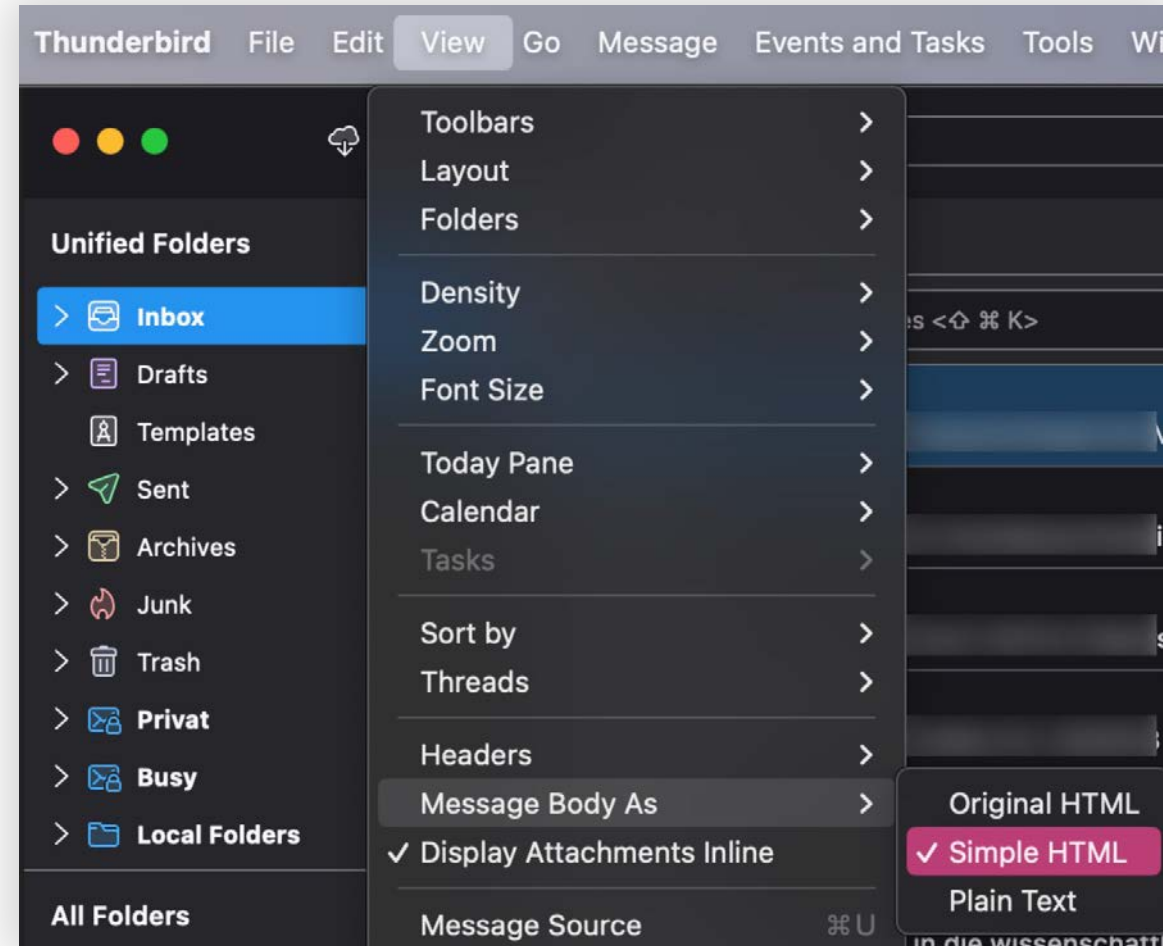 Thunderbird File Edit View Go Message Events and Tasks Tools
Unified Folders
Inbox
Drafts
Templates
Sent
Archives
Junk
Trash
Privat
Busy
Local Folders
All Folders
Toolbars
Layout
Folders
Density
Zoom
Font Size
Today Pane
Calendar
Tasks
Sort by
Threads
Headers
Message Body As
✓ Display Attachments Inline
Message Source ⌘U
Original HTML
✓ Simple HTML
Plain Text
<⇧ ⌘ K>
in die